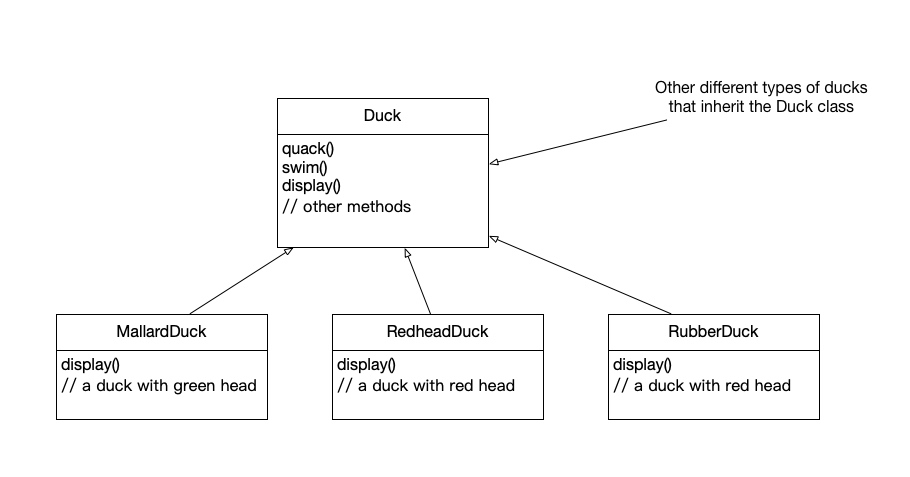 Other different types of ducks
that inherit the Duck class
Duck
quack()
swim()
display()
// other methods
MallardDuck
display()
// a duck with green head
RedheadDuck
display()
// a duck with red head
RubberDuck
display()
// a duck with red head